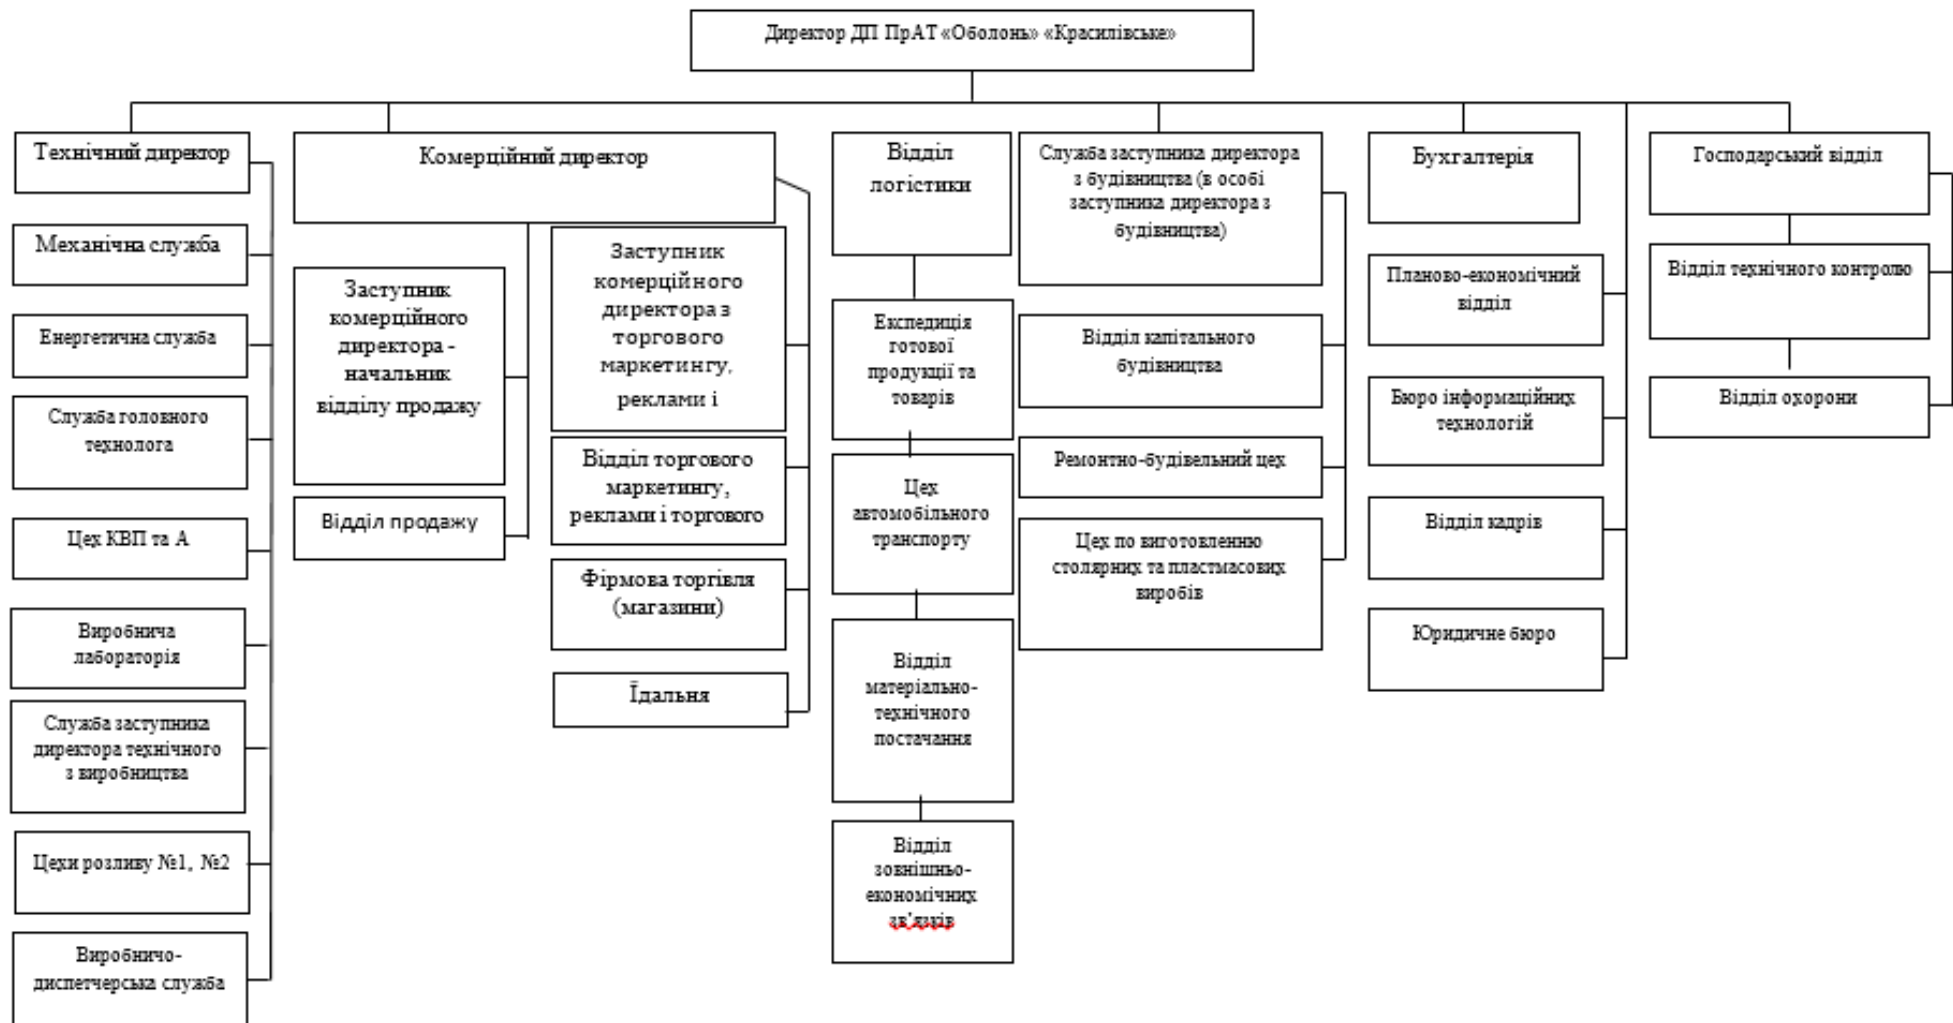 Директор ДП ПрАТ «Оболонь» «Красилівське»
Технічний директор
Механічна служба
Енергетична служба
Служба головного
технолога
Цех КВП та А
Виробнича
лабораторія
Служба заступника
директора технічного
з виробництва
Цехи розливу №1, №2
Виробничо-
диспетчерська служба
Комерційний директор
Заступник
комерційного
директора -
начальник
відділу продажу
Відділ продажу
Заступник
комерційного
директора з
торгового
маркетингу,
реклами і
Відділ торгового
маркетингу,
реклами і торгового
Фірмова торгівля
(магазини)
Їдальня
Відділ
логістики
Експедиція
готової
продукції та
товарів
Цех
автомобільного
транспорту
Відділ
матеріально-
технічного
постачання
Відділ
зовнішньо-
економічних
зв'язків
Служба заступника директора
з будівництва (в особі
заступника директора з
будівництва)
Відділ капітального
будівництва
Ремонтно-будівельний цех
Цех по виготовленню
столярних та пластмасових
виробів
Бухгалтерія
Планово-економічний
відділ
Бюро інформаційних
технологій
Відділ кадрів
Юридичне бюро
Господарський відділ
Відділ технічного контролю
Відділ охорони